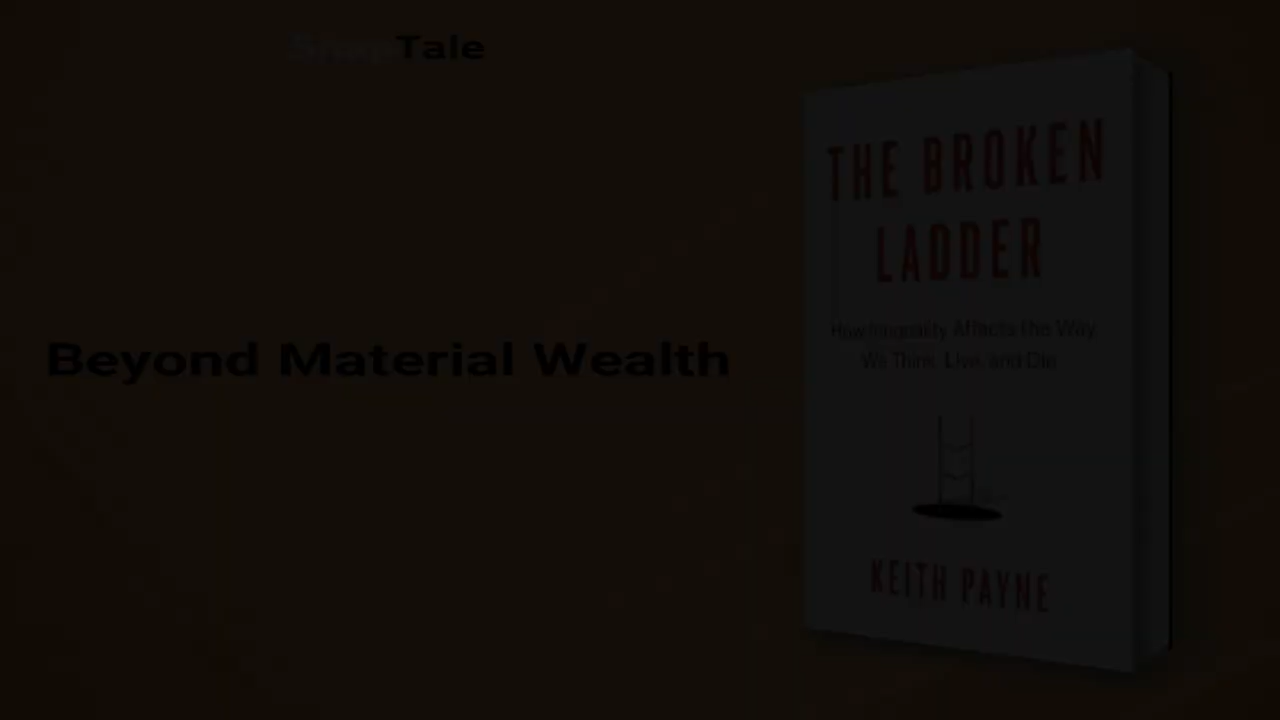 Tale
Beyond Material Wealth
THE BROKEN
LADDER
How Inequality Affects the Way
We Think, Live, and Die
KEITH PAYNE